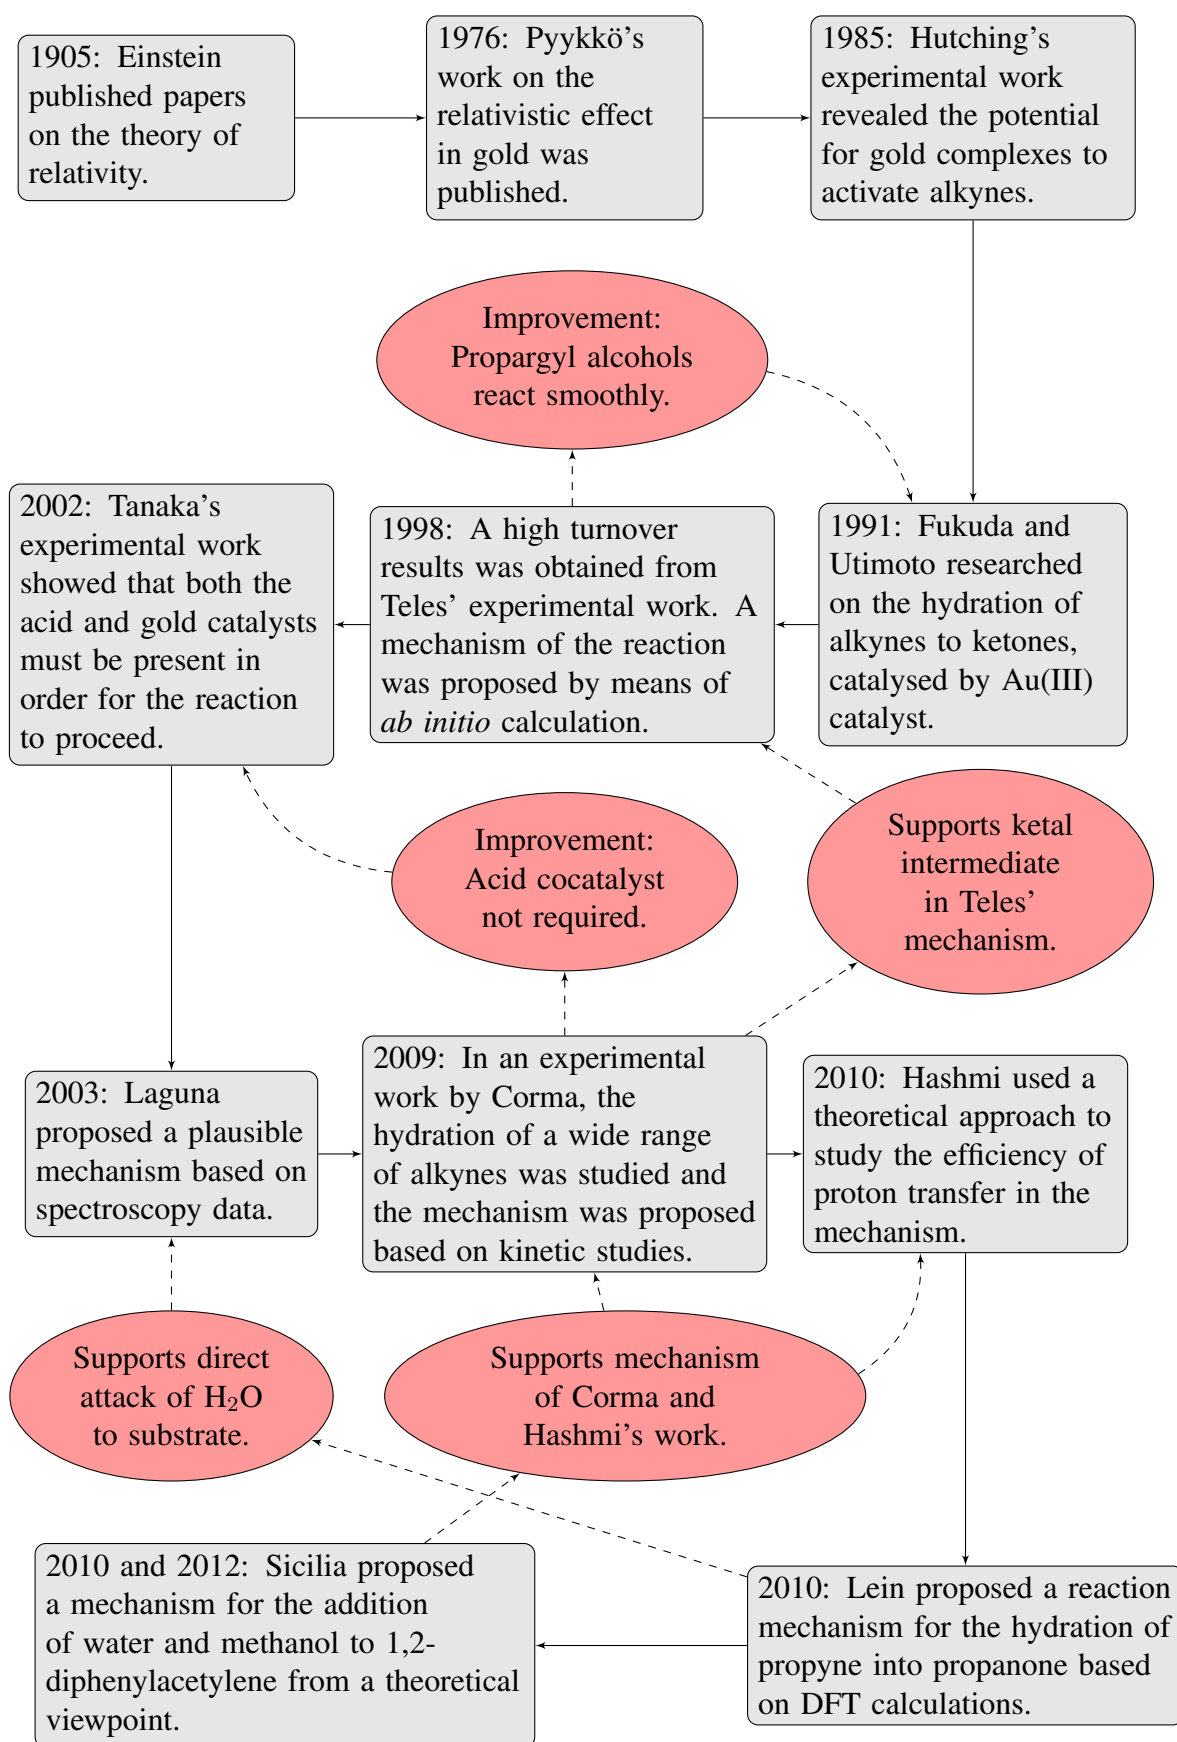 1905: Einstein
published papers
on the theory of
relativity.
1976: Pyykkö's
work on the
relativistic effect
in gold was
published.
1985: Hutching's
experimental work
revealed the potential
for gold complexes to
activate alkynes.
Improvement:
Propargyl alcohols
react smoothly.
2002: Tanaka's
experimental work
showed that both the
acid and gold catalysts
must be present in
order for the reaction
to proceed.
1998: A high turnover
results was obtained from
Teles' experimental work. A
mechanism of the reaction
was proposed by means of
ab initio calculation.
1991: Fukuda and
Utimoto researched
on the hydration of
alkynes to ketones,
catalysed by Au(III)
catalyst.
Improvement:
Acid cocatalyst
not required.
Supports ketal
intermediate
in Teles'
mechanism.
2003: Laguna
proposed a plausible
mechanism based on
spectroscopy data.
2009: In an experimental
work by Corma, the
hydration of a wide range
of alkynes was studied and
the mechanism was proposed
based on kinetic studies.
2010: Hashmi used a
theoretical approach to
study the efficiency of
proton transfer in the
mechanism.
Supports direct
attack of H₂O
to substrate.
Supports mechanism
of Corma and
Hashmi's work.
2010 and 2012: Sicilia proposed
a mechanism for the addition
of water and methanol to 1,2-
diphenylacetylene from a theoretical
viewpoint.
2010: Lein proposed a reaction
mechanism for the hydration of
propyne into propanone based
on DFT calculations.